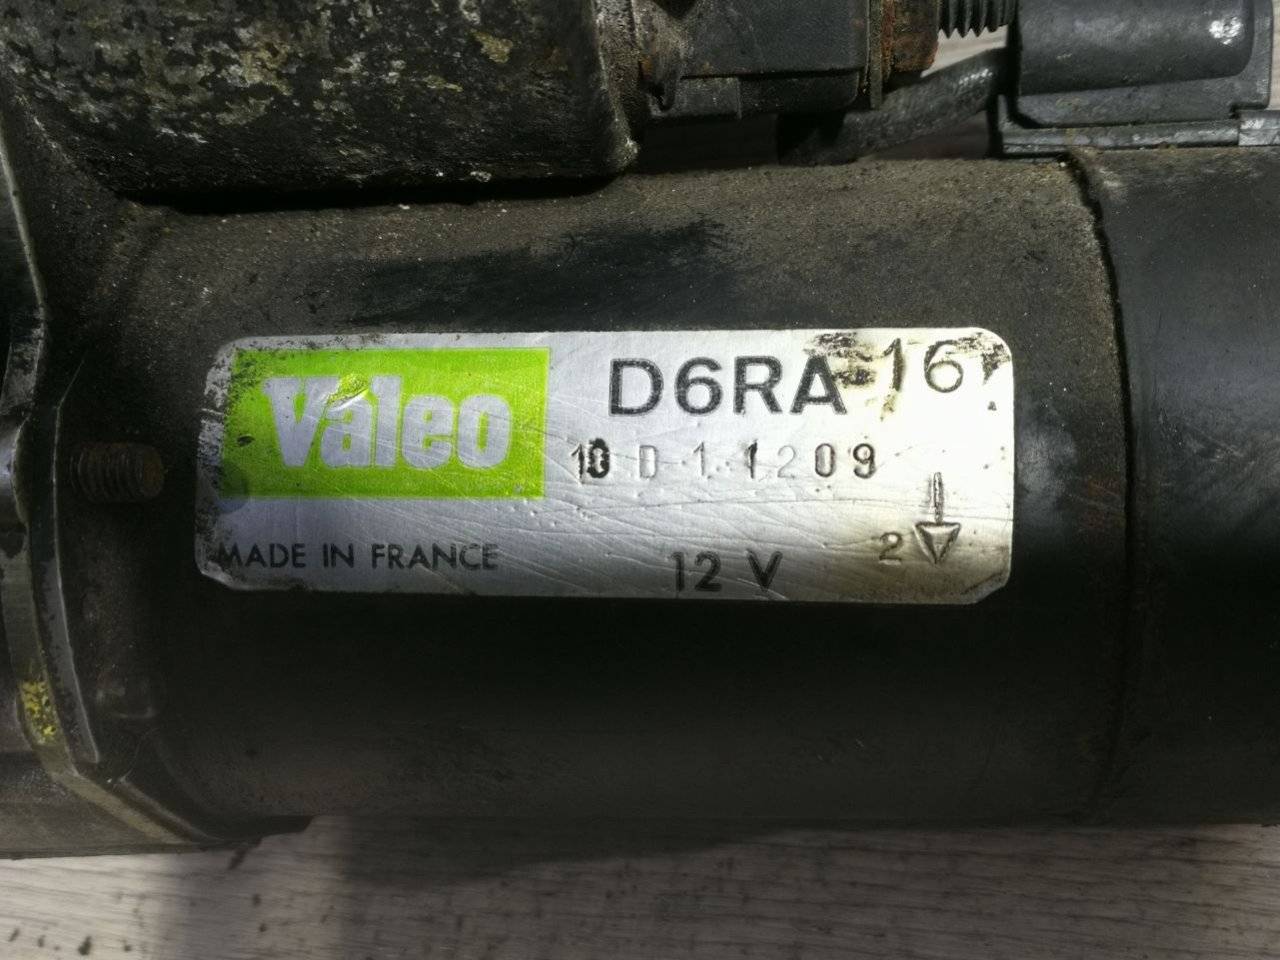 Valeo
D6RA 16
10 D 1 1209
2
MADE IN FRANCE
12 V